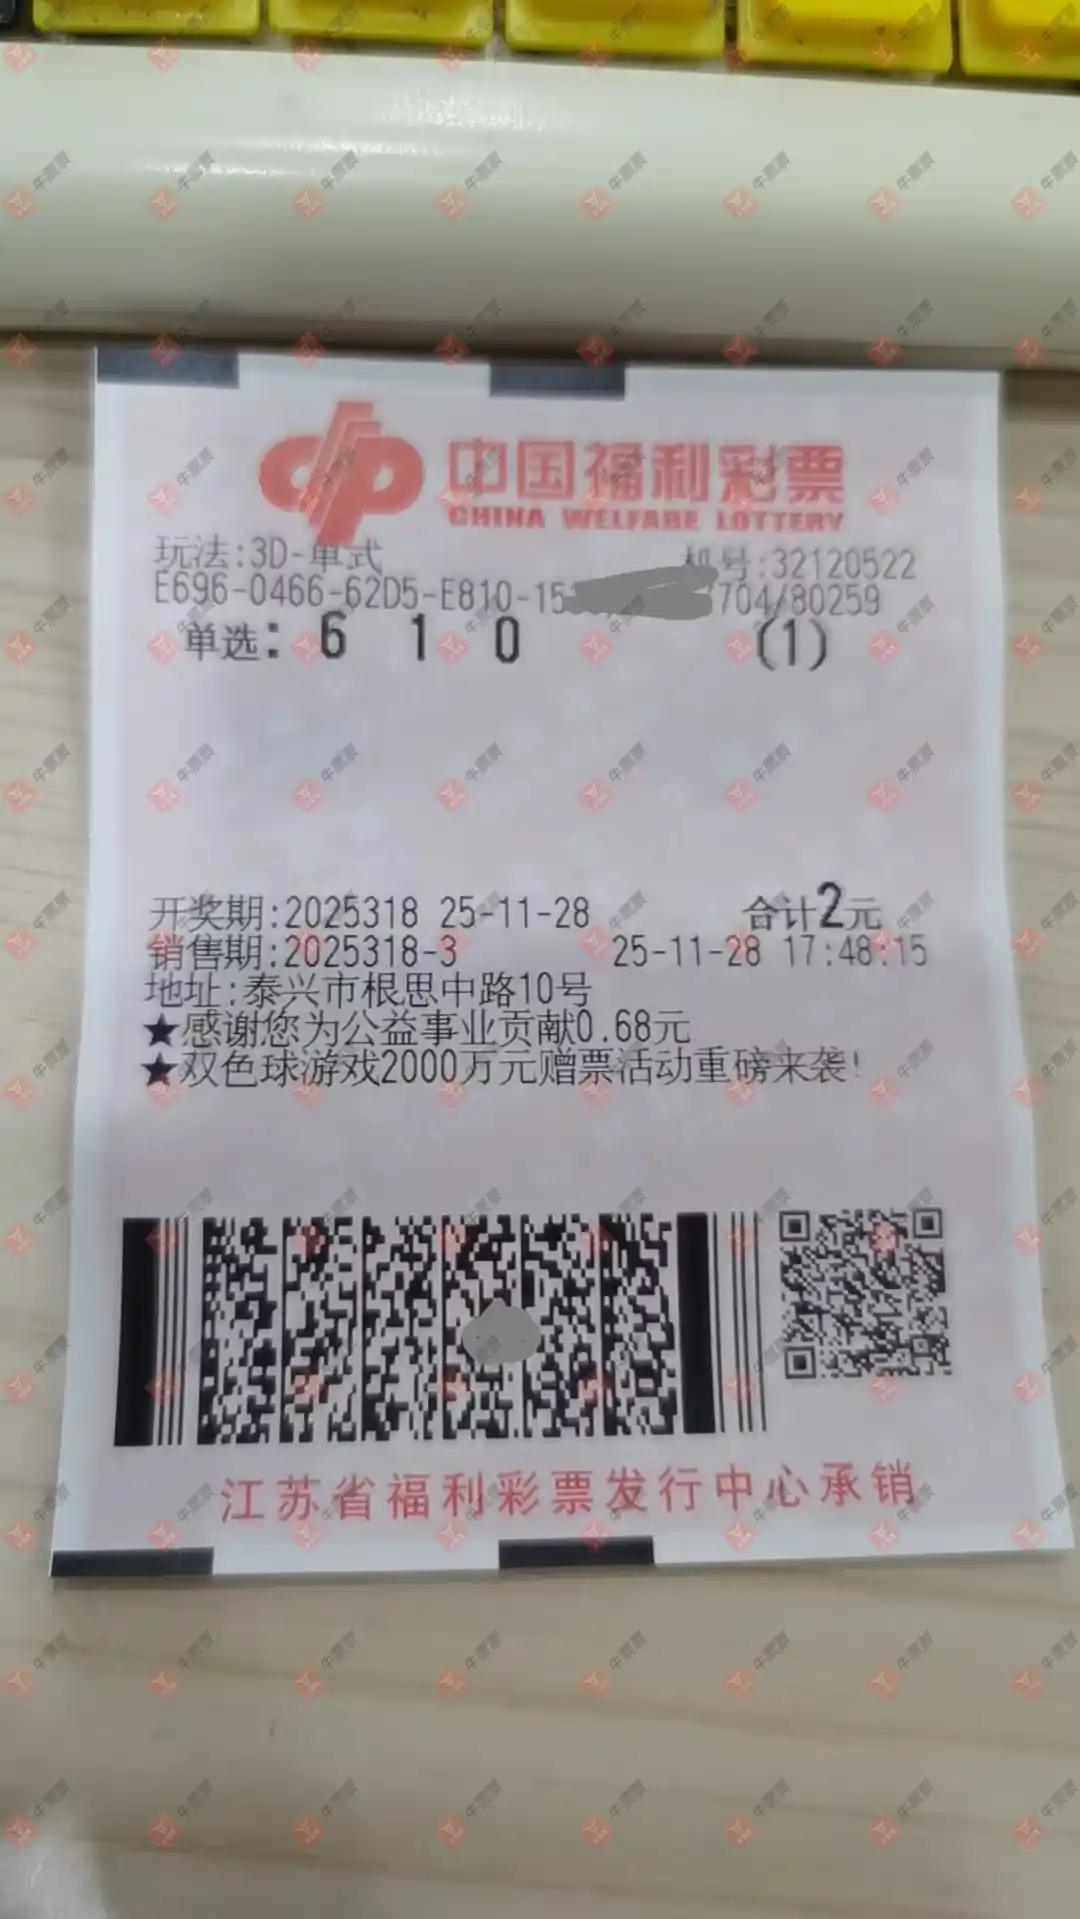 中国福利彩票
CHINA WELFARE LOTTERY
玩法:3D-单式 机号:32120522
E696-0466-62D5-E810-15 704/80259
单选: 6 1 0 (1)
开奖期:2025318 25-11-28 合计2元
销售期:2025318-3 25-11-28 17:48:15
地址:泰兴市根思中路10号
★感谢您为公益事业贡献0.68元
★双色球游戏2000万元赠票活动重磅来袭!
江苏省福利彩票发行中心承销
牛票票